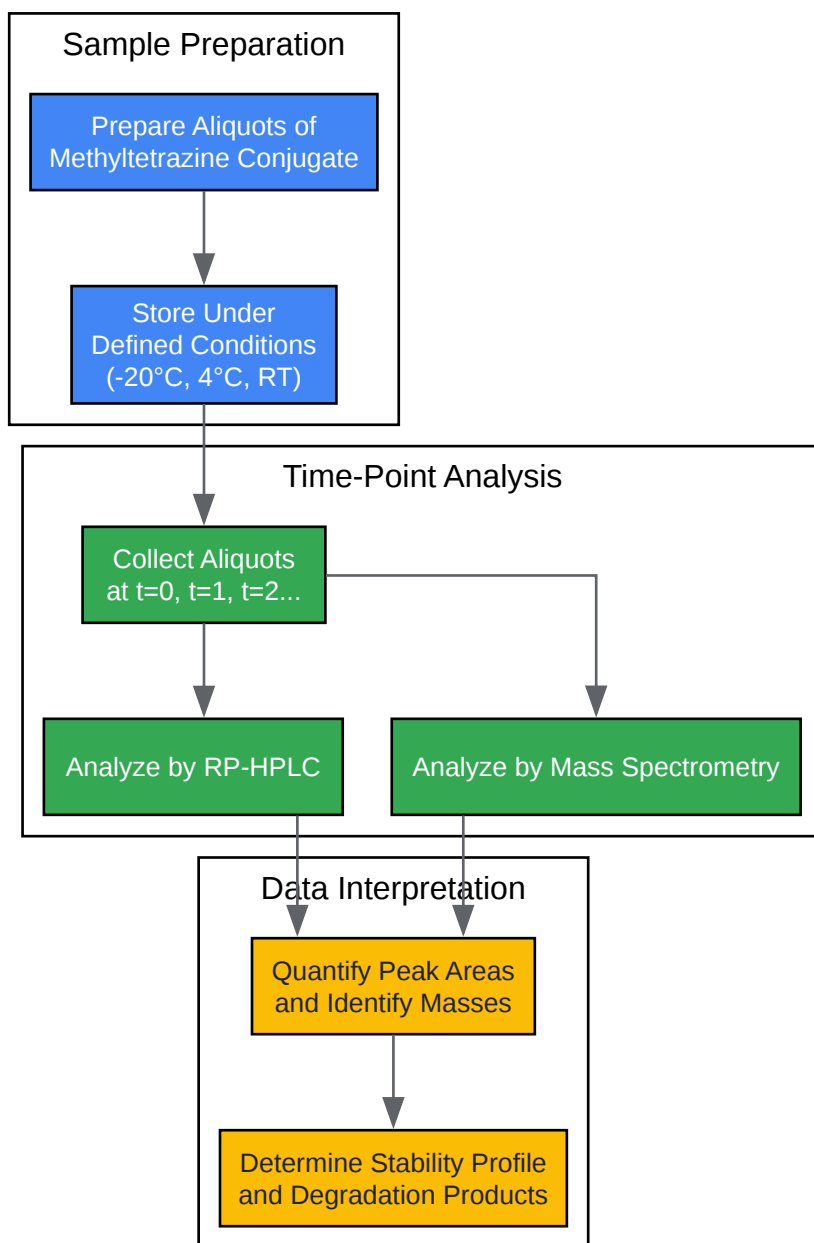 Sample Preparation
Prepare Aliquots of
Methyltetrazine Conjugate
Store Under
Defined Conditions
(-20°C, 4°C, RT)
Time-Point Analysis
Collect Aliquots
at t=0, t=1, t=2...
Analyze by RP-HPLC
Analyze by Mass Spectrometry
Data Interpretation
Quantify Peak Areas
and Identify Masses
Determine Stability Profile
and Degradation Products